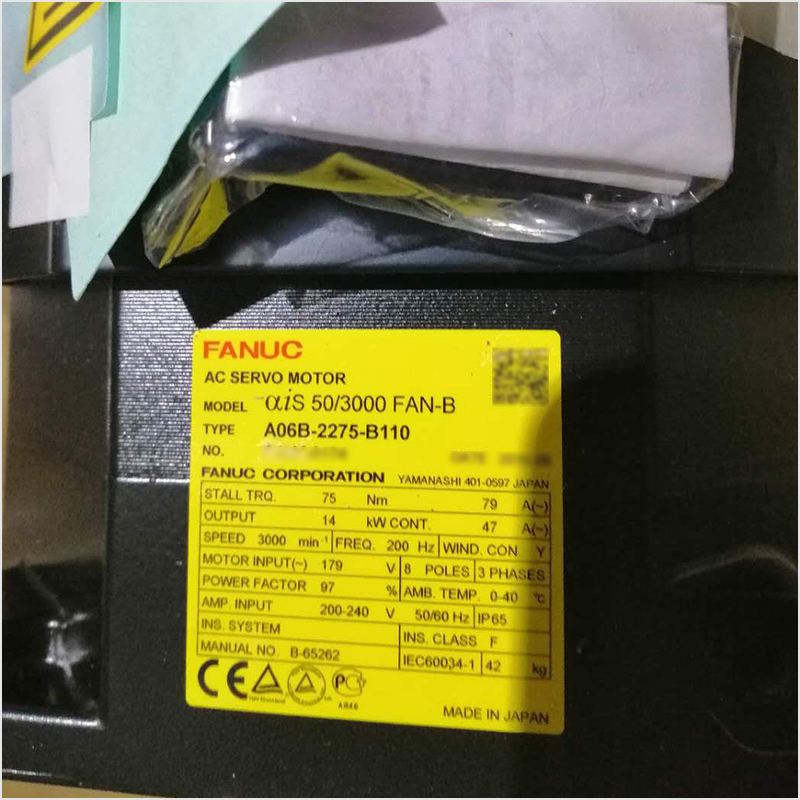 FANUC
AC SERVO MOTOR
MODEL αiS 50/3000 FAN-B
TYPE A06B-2275-B110
NO.
DATE
FANUC CORPORATION YAMANASHI 401-0597 JAPAN
STALL TRQ. 75 Nm 79 A(~)
OUTPUT 14 kW CONT. 47 A(~)
SPEED 3000 min⁻¹ FREQ. 200 Hz WIND. CON Y
MOTOR INPUT(~) 179 V 8 POLES 3 PHASES
POWER FACTOR 97 % AMB. TEMP. 0-40 ℃
AMP. INPUT 200-240 V 50/60 Hz IP65
INS. SYSTEM INS. CLASS F
MANUAL NO. B-65262 IEC60034-1 42 kg
CE
MADE IN JAPAN